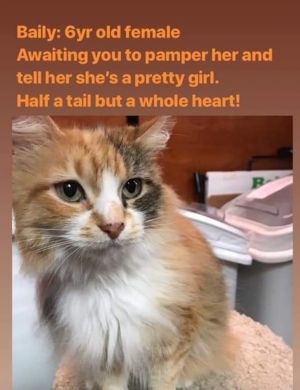 Baily: 6yr old female
Awaiting you to pamper her and
tell her she's a pretty girl.
Half a tail but a whole heart!